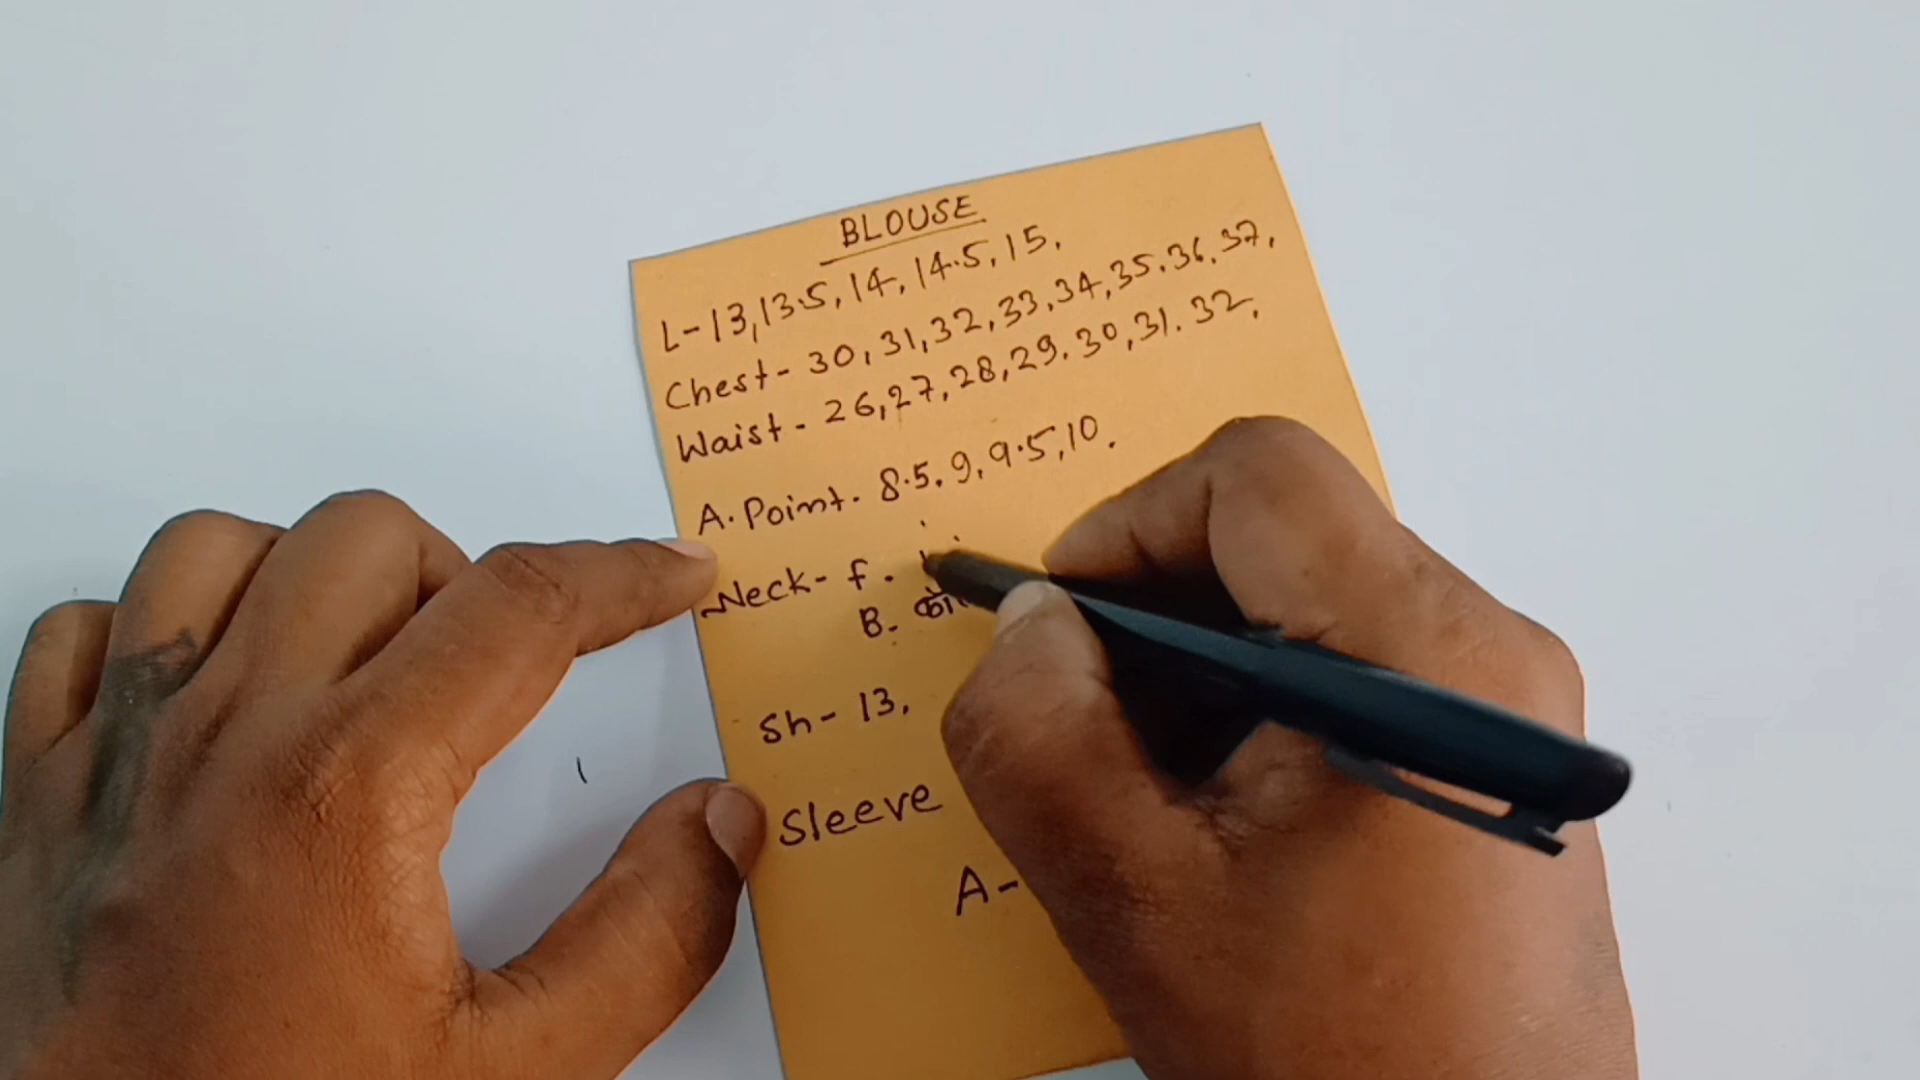 BLOUSE
L-13,13.5,14,14.5,15.
Chest- 30,31,32,33,34,35.36.37,
Waist- 26,27,28,29.30,31.32,
A.Point. 8.5.9.9.5,10.
Neck- f.
B.
Sh- 13,
Sleeve
A-